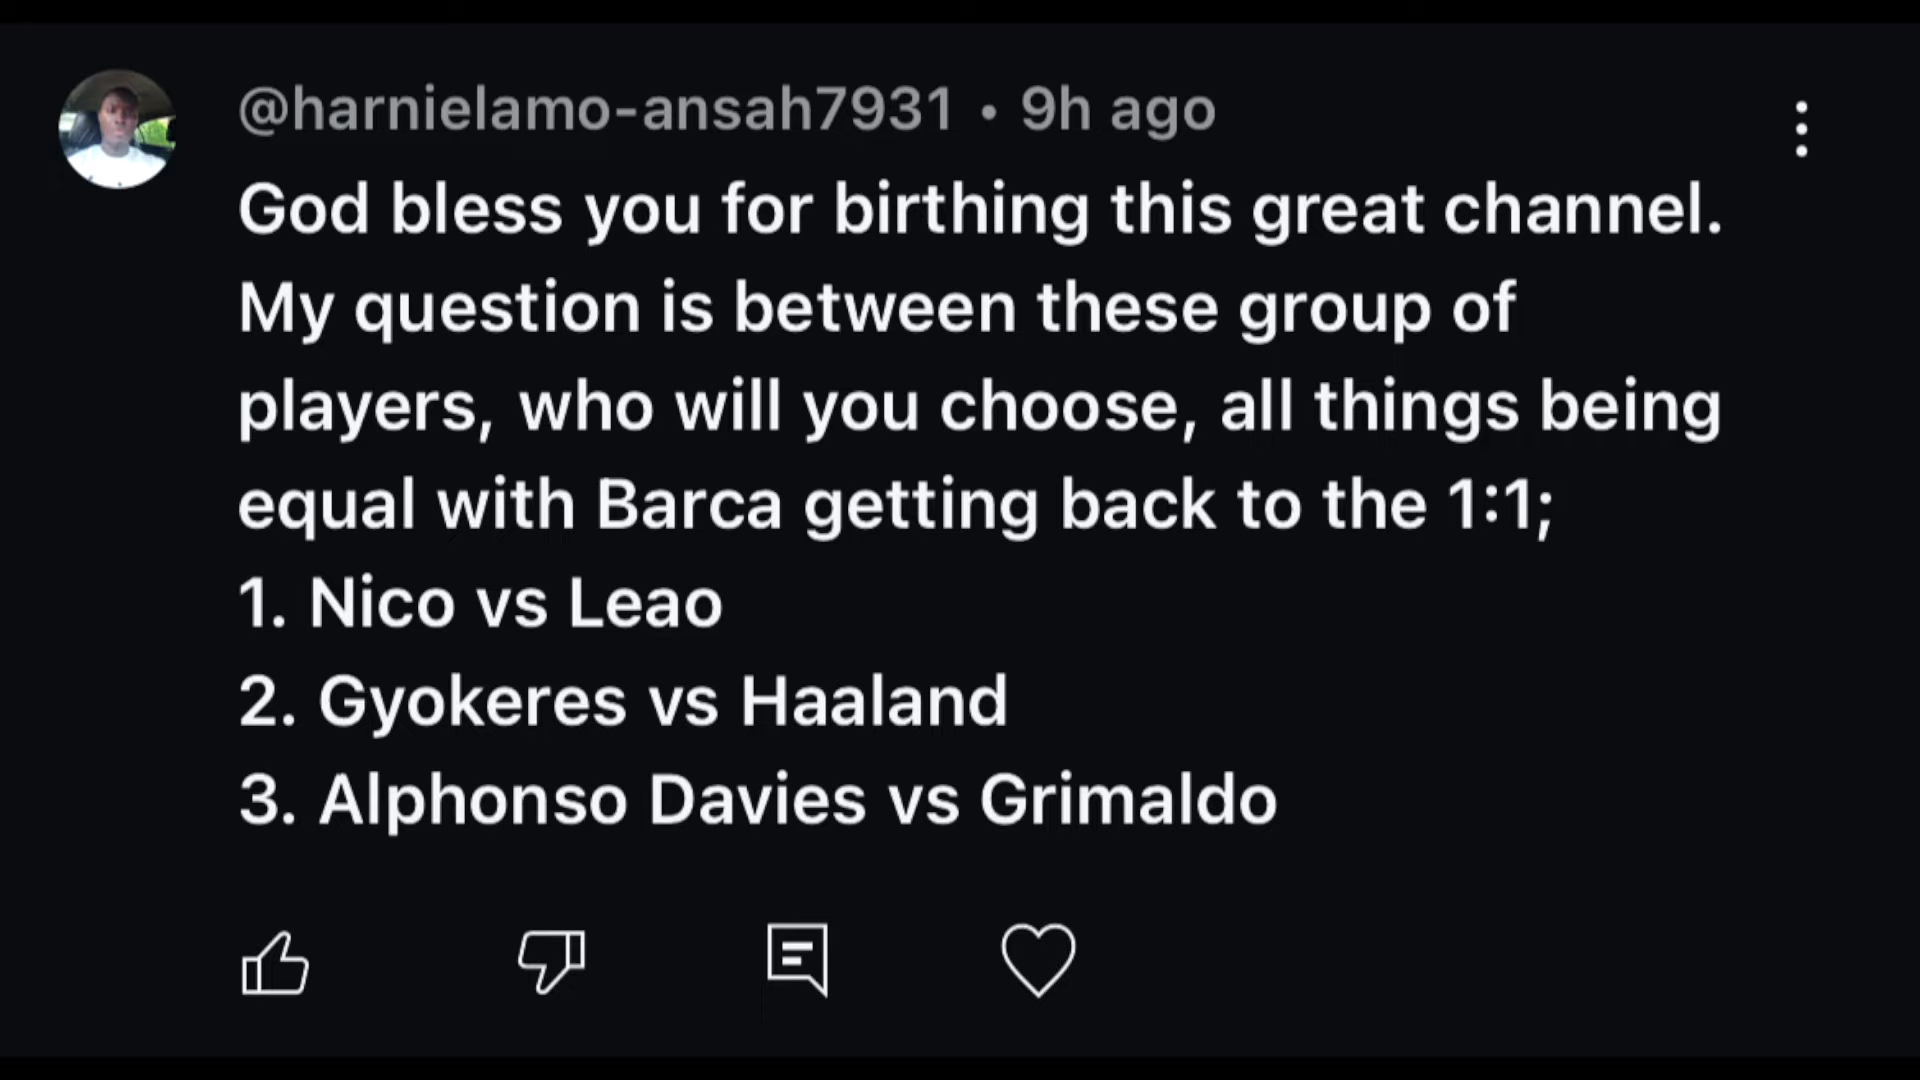 @harnielamo-ansah7931 • 9h ago
God bless you for birthing this great channel.
My question is between these group of
players, who will you choose, all things being
equal with Barca getting back to the 1:1;
1. Nico vs Leao
2. Gyokeres vs Haaland
3. Alphonso Davies vs Grimaldo